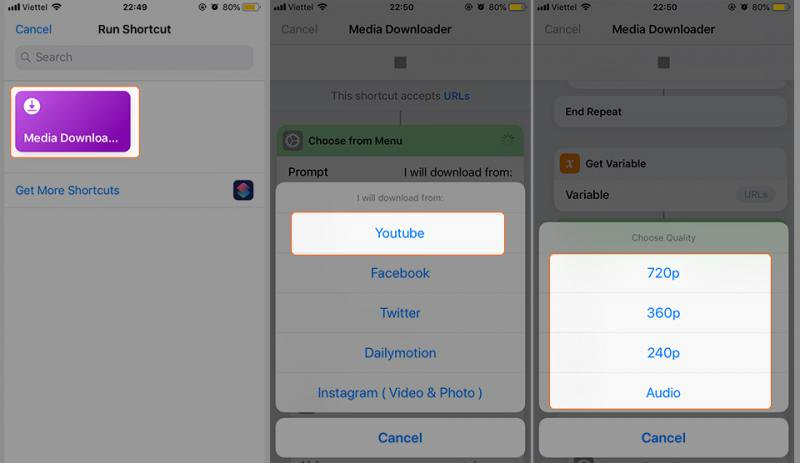 Viettel 22:49 80%
Cancel Run Shortcut
Search
Media Downloa...
Get More Shortcuts
Viettel 22:50 80%
Cancel Media Downloader
This shortcut accepts URLs
Choose from Menu
Prompt I will download from:
I will download from:
Youtube
Facebook
Twitter
Dailymotion
Instagram ( Video & Photo )
Cancel
Viettel 22:50 80%
Cancel Media Downloader
End Repeat
x Get Variable
Variable URLs
Choose Quality
720p
360p
240p
Audio
Cancel